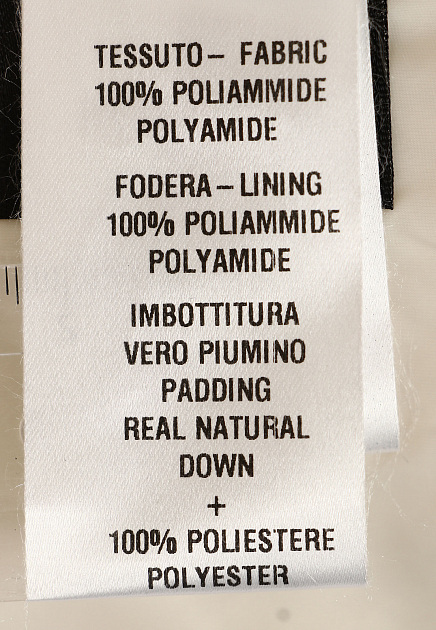 TESSUTO – FABRIC
100% POLIAMMIDE
POLYAMIDE
FODERA – LINING
100% POLIAMMIDE
POLYAMIDE
IMBOTTITURA
VERO PIUMINO
PADDING
REAL NATURAL
DOWN
+
100% POLIESTERE
POLYESTER